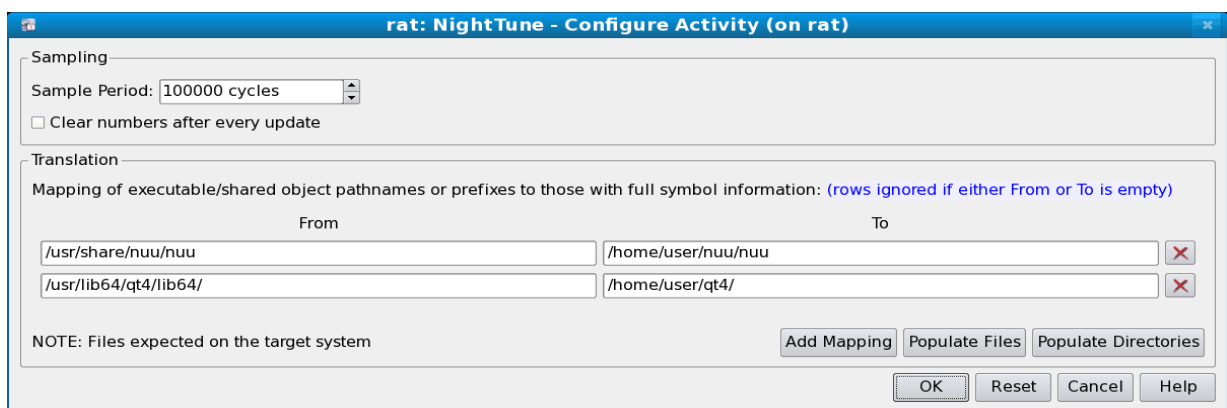 rat: NightTune - Configure Activity (on rat)
Sampling
Sample Period: 100000 cycles
Clear numbers after every update
Translation
Mapping of executable/shared object pathnames or prefixes to those with full symbol information: (rows ignored if either From or To is empty)
From To
/usr/share/nuu/nuu /home/user/nuu/nuu
/usr/lib64/qt4/lib64/ /home/user/qt4/
NOTE: Files expected on the target system Add Mapping Populate Files Populate Directories
OK Reset Cancel Help